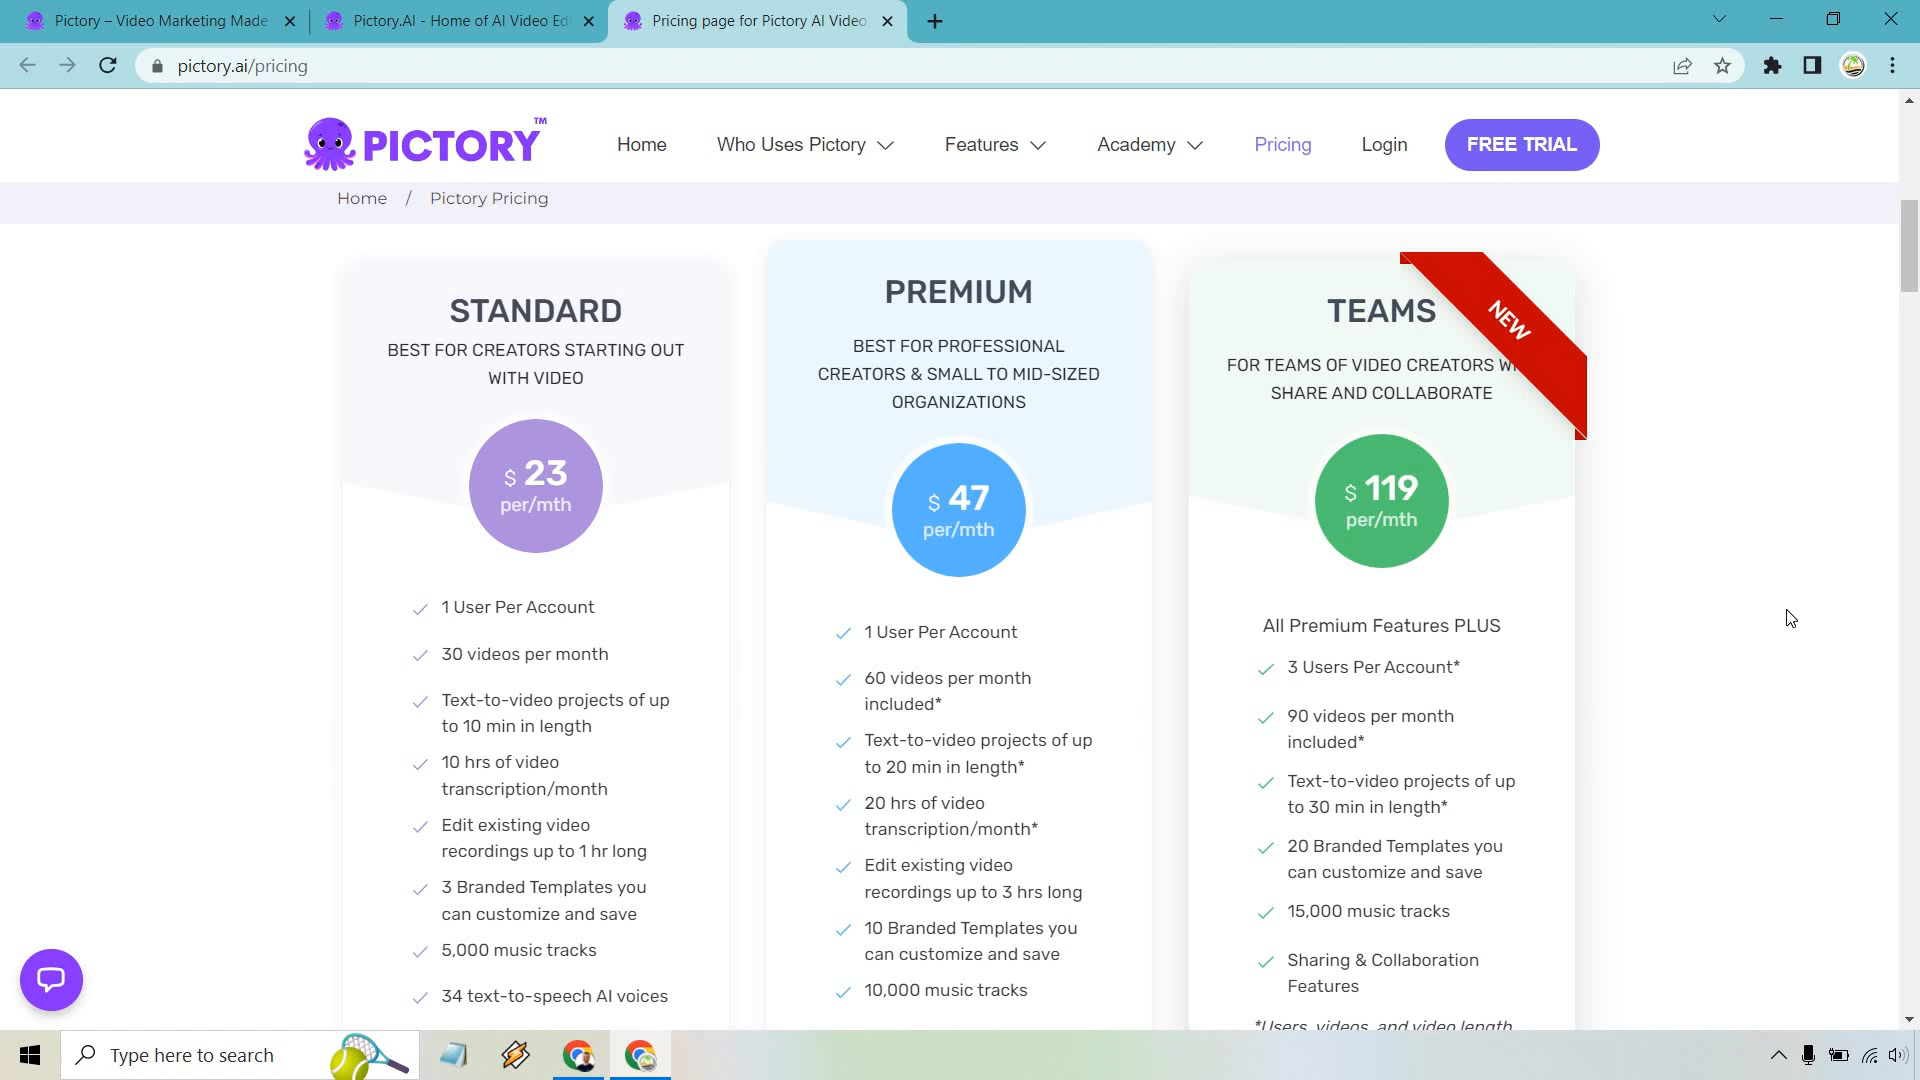 Pictory – Video Marketing Made
Pictory.AI - Home of AI Video Ed
Pricing page for Pictory AI Video
pictory.ai/pricing
PICTORY™
Home
Who Uses Pictory
Features
Academy
Pricing
Login
FREE TRIAL
Home / Pictory Pricing
STANDARD
BEST FOR CREATORS STARTING OUT
WITH VIDEO
$ 23
per/mth
1 User Per Account
30 videos per month
Text-to-video projects of up
to 10 min in length
10 hrs of video
transcription/month
Edit existing video
recordings up to 1 hr long
3 Branded Templates you
can customize and save
5,000 music tracks
34 text-to-speech AI voices
PREMIUM
BEST FOR PROFESSIONAL
CREATORS & SMALL TO MID-SIZED
ORGANIZATIONS
$ 47
per/mth
1 User Per Account
60 videos per month
included*
Text-to-video projects of up
to 20 min in length*
20 hrs of video
transcription/month*
Edit existing video
recordings up to 3 hrs long
10 Branded Templates you
can customize and save
10,000 music tracks
TEAMS
NEW
FOR TEAMS OF VIDEO CREATORS
SHARE AND COLLABORATE
$ 119
per/mth
All Premium Features PLUS
3 Users Per Account*
90 videos per month
included*
Text-to-video projects of up
to 30 min in length*
20 Branded Templates you
can customize and save
15,000 music tracks
Sharing & Collaboration
Features
*Users, videos, and video length
Type here to search